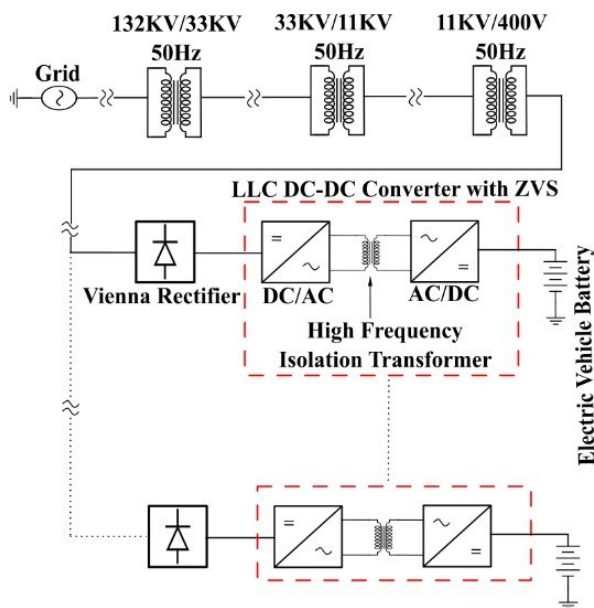 132KV/33KV
50Hz
33KV/11KV
50Hz
11KV/400V
50Hz
Grid
LLC DC-DC Converter with ZVS
Vienna Rectifier
DC/AC
AC/DC
High Frequency
Isolation Transformer
Electric Vehicle Battery